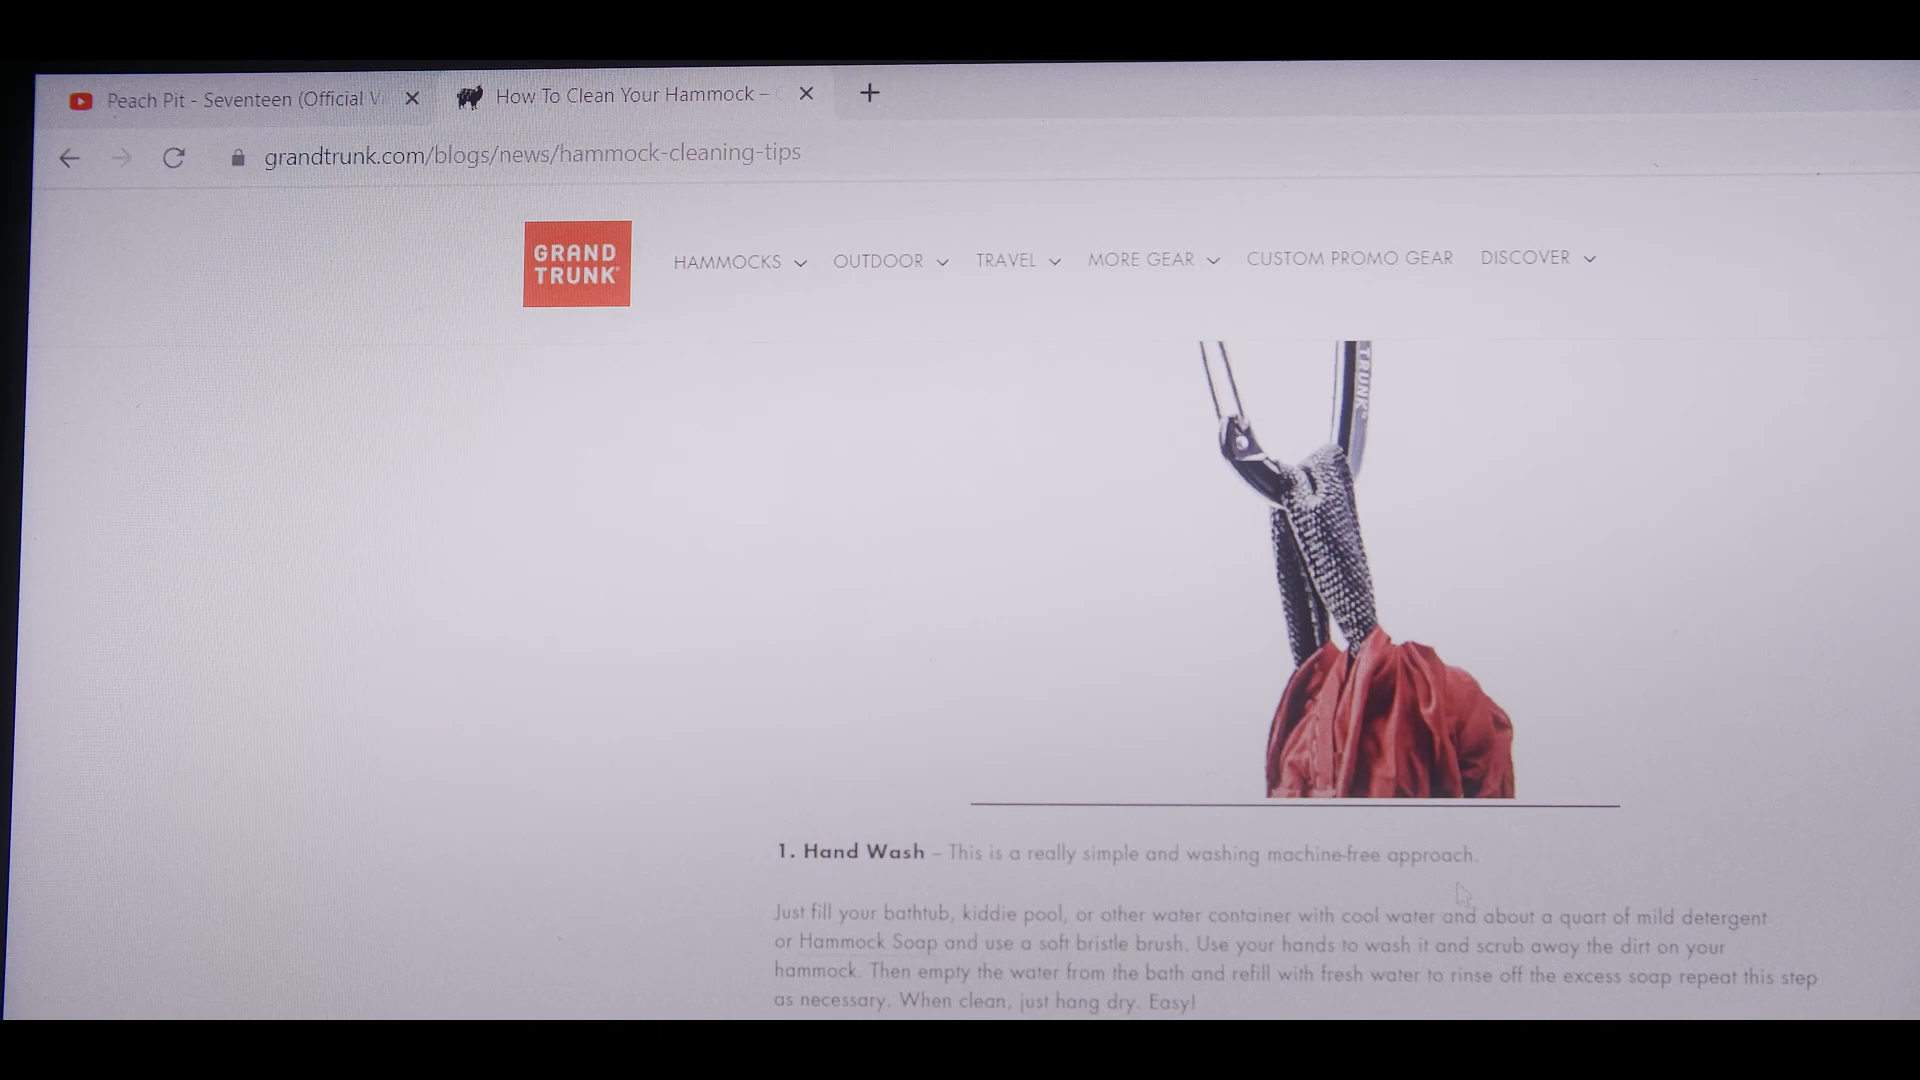 Peach Pit - Seventeen (Official V
How To Clean Your Hammock –
grandtrunk.com/blogs/news/hammock-cleaning-tips
GRAND
TRUNK®
HAMMOCKS OUTDOOR TRAVEL MORE GEAR CUSTOM PROMO GEAR DISCOVER
TRUNK
1. Hand Wash – This is a really simple and washing machine-free approach.
Just fill your bathtub, kiddie pool, or other water container with cool water and about a quart of mild detergent
or Hammock Soap and use a soft bristle brush. Use your hands to wash it and scrub away the dirt on your
hammock. Then empty the water from the bath and refill with fresh water to rinse off the excess soap repeat this step
as necessary. When clean, just hang dry. Easy!